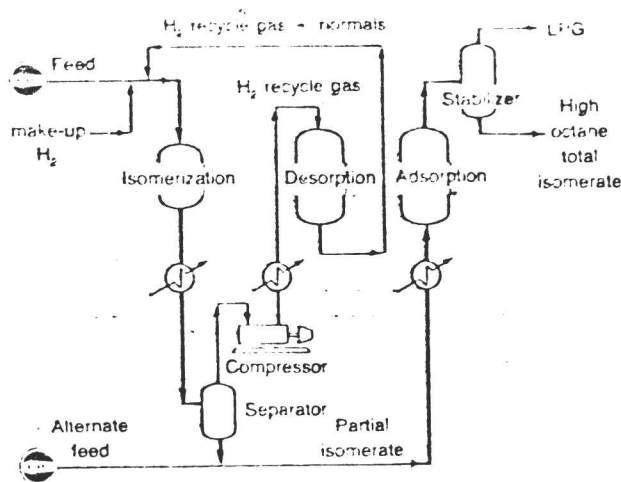 H₂ recycle gas + normals
LPG
Feed
H₂ recycle gas
Stabilizer
make-up
H₂
High
octane
total
isomerate
Isomerization
Desorption
Adsorption
Compressor
Separator
Alternate
feed
Partial
isomerate